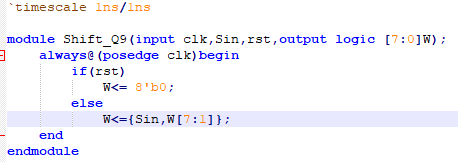 `timescale 1ns/1ns
module Shift_Q9(input clk,Sin,rst,output logic [7:0]W);
always@(posedge clk)begin
if(rst)
W<= 8'b0;
else
W<={Sin,W[7:1]};
end
endmodule